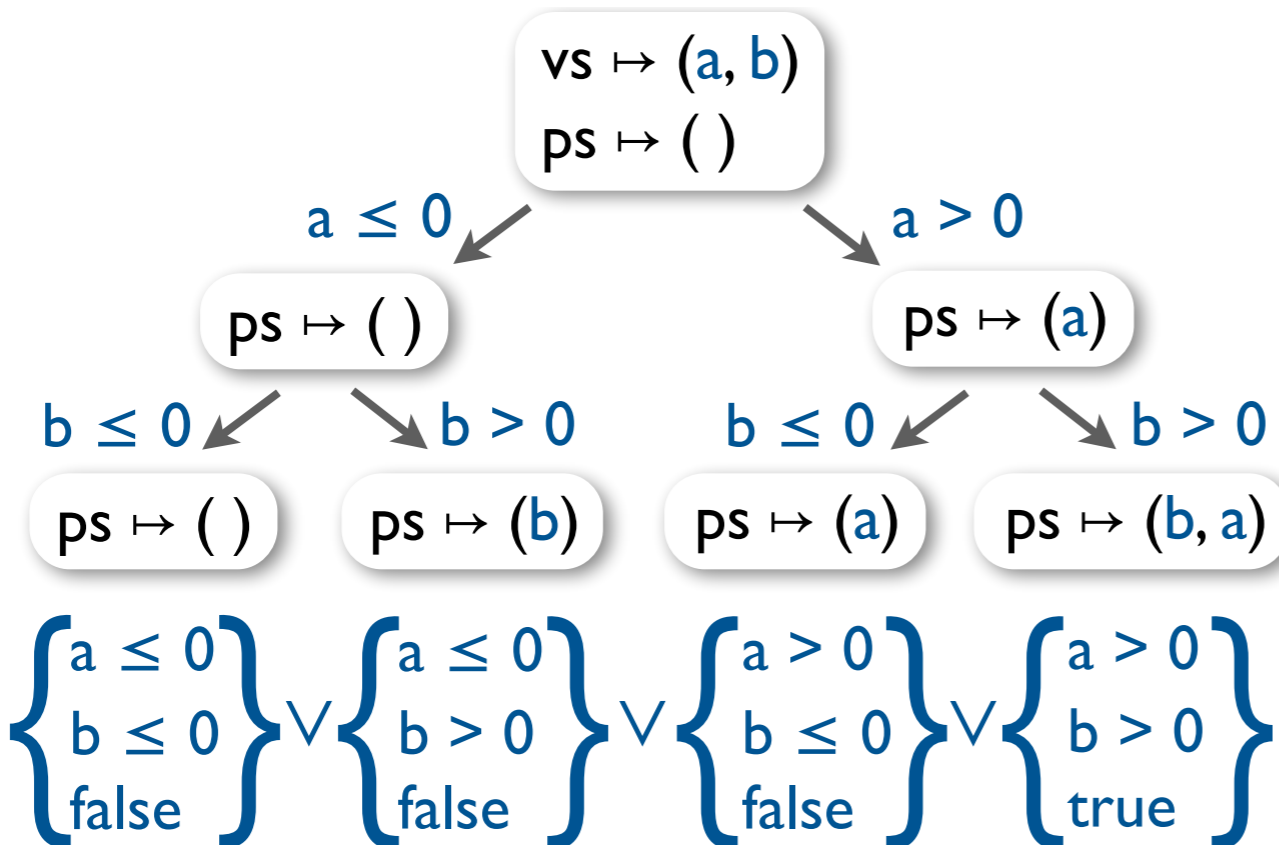 vs ↦ (a, b)
ps ↦ ( )
a ≤ 0 a > 0
ps ↦ ( ) ps ↦ (a)
b ≤ 0 b > 0 b ≤ 0 b > 0
ps ↦ ( ) ps ↦ (b) ps ↦ (a) ps ↦ (b, a)
{ a ≤ 0 } { a ≤ 0 } { a > 0 } { a > 0 }
b ≤ 0 ∨ b > 0 ∨ b ≤ 0 ∨ b > 0
false false false true